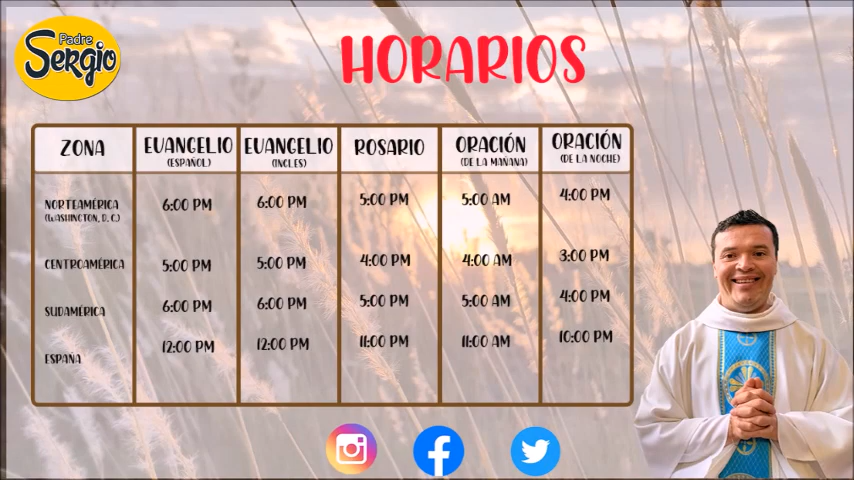 Padre
Sergio
HORARIOS
ZONA
EVANGELIO
(ESPAÑOL)
EVANGELIO
(INGLES)
ROSARIO
ORACIÓN
(DE LA MAÑANA)
ORACIÓN
(DE LA NOCHE)
NORTEAMÉRICA
(WASHINGTON, D. C.)
6:00 PM
6:00 PM
5:00 PM
5:00 AM
4:00 PM
CENTROAMÉRICA
5:00 PM
5:00 PM
4:00 PM
4:00 AM
3:00 PM
SUDAMÉRICA
6:00 PM
6:00 PM
5:00 PM
5:00 AM
4:00 PM
ESPAÑA
12:00 PM
12:00 PM
11:00 PM
11:00 AM
10:00 PM